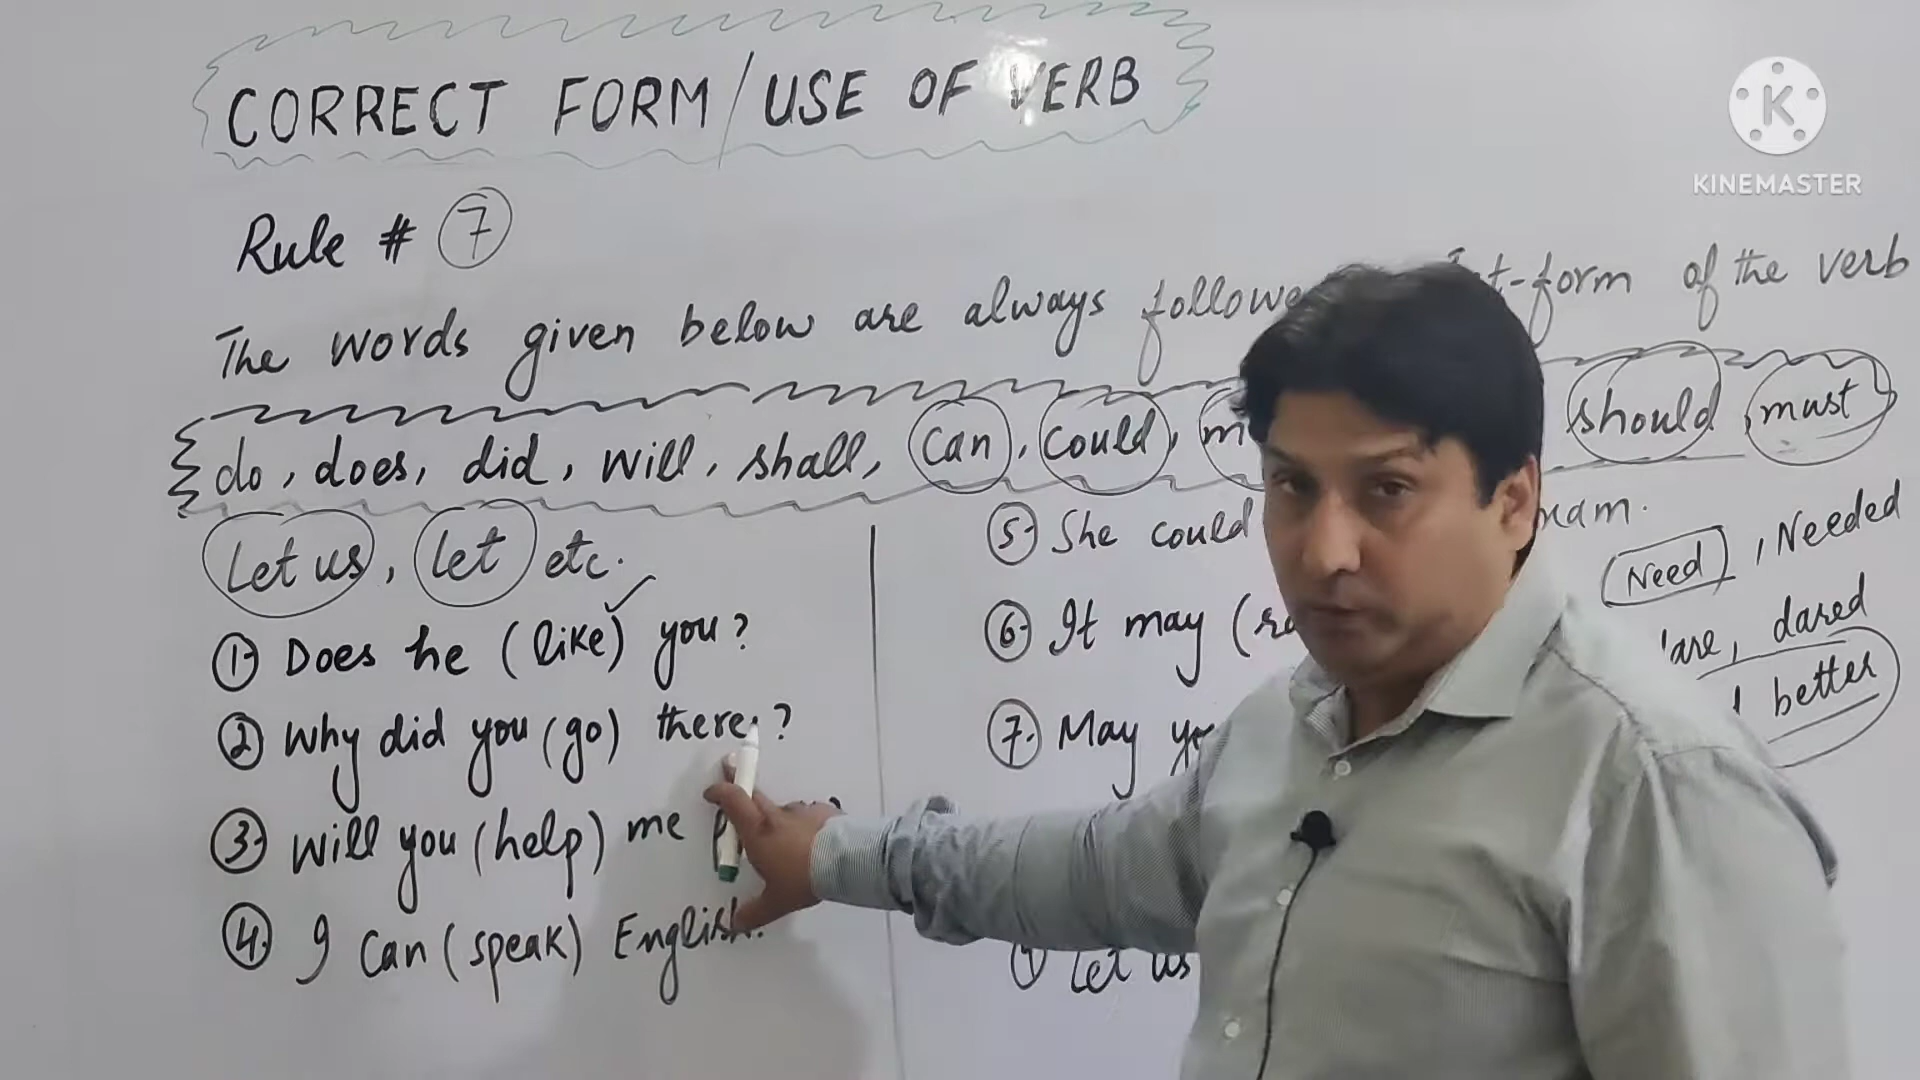 CORRECT FORM / USE OF VERB
KINEMASTER
Rule # 7
The words given below are always -form of the verb
do, does, did, will, shall, can, could, should, must
Let us, let etc.
1 Does he (like) you?
2 Why did you (go) there?
3. Will you (help) me
4. I can (speak) English.
5. She could
6. It may
7. May
Let us
Need, Needed
dared
better